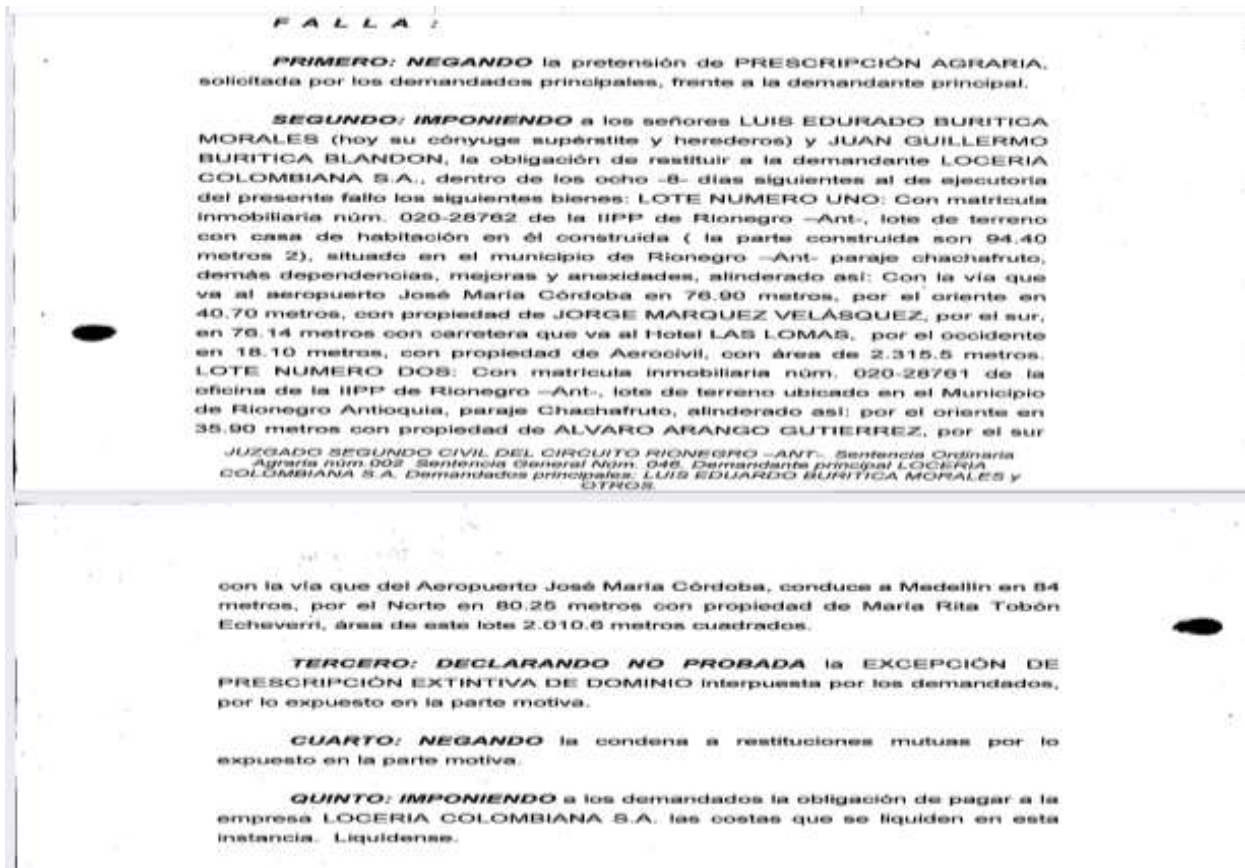 F A L L A :
PRIMERO: NEGANDO la pretensión de PRESCRIPCIÓN AGRARIA,
solicitada por los demandados principales, frente a la demandante principal.
SEGUNDO: IMPONIENDO a los señores LUIS EDURADO BURITICA
MORALES (hoy su cónyuge supérstite y herederos) y JUAN GUILLERMO
BURITICA BLANDON, la obligación de restituir a la demandante LOCERIA
COLOMBIANA S.A., dentro de los ocho -8- días siguientes al de ejecutoria
del presente fallo los siguientes bienes: LOTE NUMERO UNO: Con matricula
inmobiliaria núm. 020-28762 de la IIPP de Rionegro –Ant-, lote de terreno
con casa de habitación en él construida ( la parte construida son 94.40
metros 2), situado en el municipio de Rionegro –Ant- paraje chachafruto,
demás dependencias, mejoras y anexidades, alinderado así: Con la vía que
va al aeropuerto José María Córdoba en 76.90 metros, por el oriente en
40.70 metros, con propiedad de JORGE MARQUEZ VELÁSQUEZ, por el sur,
en 76.14 metros con carretera que va al Hotel LAS LOMAS, por el occidente
en 18.10 metros, con propiedad de Aerocivil, con área de 2.315.5 metros.
LOTE NUMERO DOS: Con matricula inmobiliaria núm. 020-28761 de la
oficina de la IIPP de Rionegro –Ant-, lote de terreno ubicado en el Municipio
de Rionegro Antioquia, paraje Chachafruto, alinderado así: por el oriente en
35.90 metros con propiedad de ALVARO ARANGO GUTIERREZ, por el sur
JUZGADO SEGUNDO CIVIL DEL CIRCUITO RIONEGRO –ANT-. Sentencia Ordinaria
Agraria núm.002 Sentencia General Núm. 046. Demandante principal LOCERIA
COLOMBIANA S.A. Demandados principales: LUIS EDUARDO BURITICA MORALES y
OTROS.
con la vía que del Aeropuerto José María Córdoba, conduce a Medellín en 84
metros, por el Norte en 80.25 metros con propiedad de María Rita Tobón
Echeverri, área de este lote 2.010.6 metros cuadrados.
TERCERO: DECLARANDO NO PROBADA la EXCEPCIÓN DE
PRESCRIPCIÓN EXTINTIVA DE DOMINIO interpuesta por los demandados,
por lo expuesto en la parte motiva.
CUARTO: NEGANDO la condena a restituciones mutuas por lo
expuesto en la parte motiva.
QUINTO: IMPONIENDO a los demandados la obligación de pagar a la
empresa LOCERIA COLOMBIANA S.A. las costas que se liquiden en esta
instancia. Liquídense.